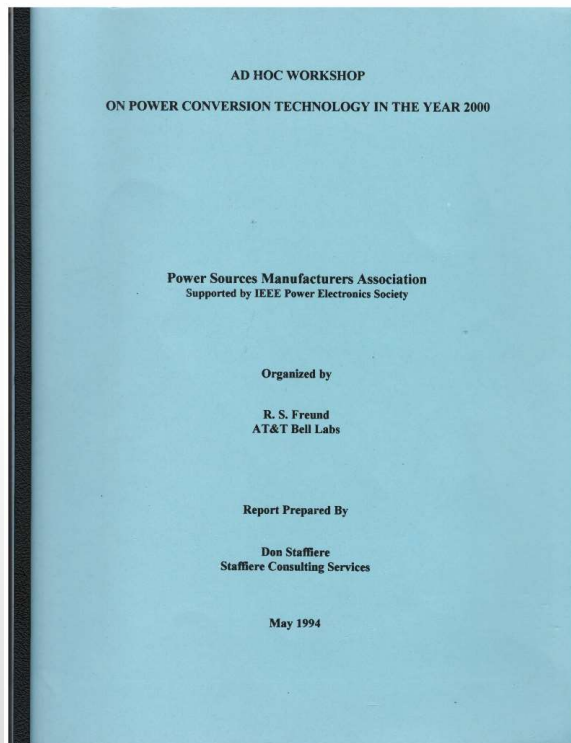 AD HOC WORKSHOP
ON POWER CONVERSION TECHNOLOGY IN THE YEAR 2000
Power Sources Manufacturers Association
Supported by IEEE Power Electronics Society
Organized by
R. S. Freund
AT&T Bell Labs
Report Prepared By
Don Staffiere
Staffiere Consulting Services
May 1994